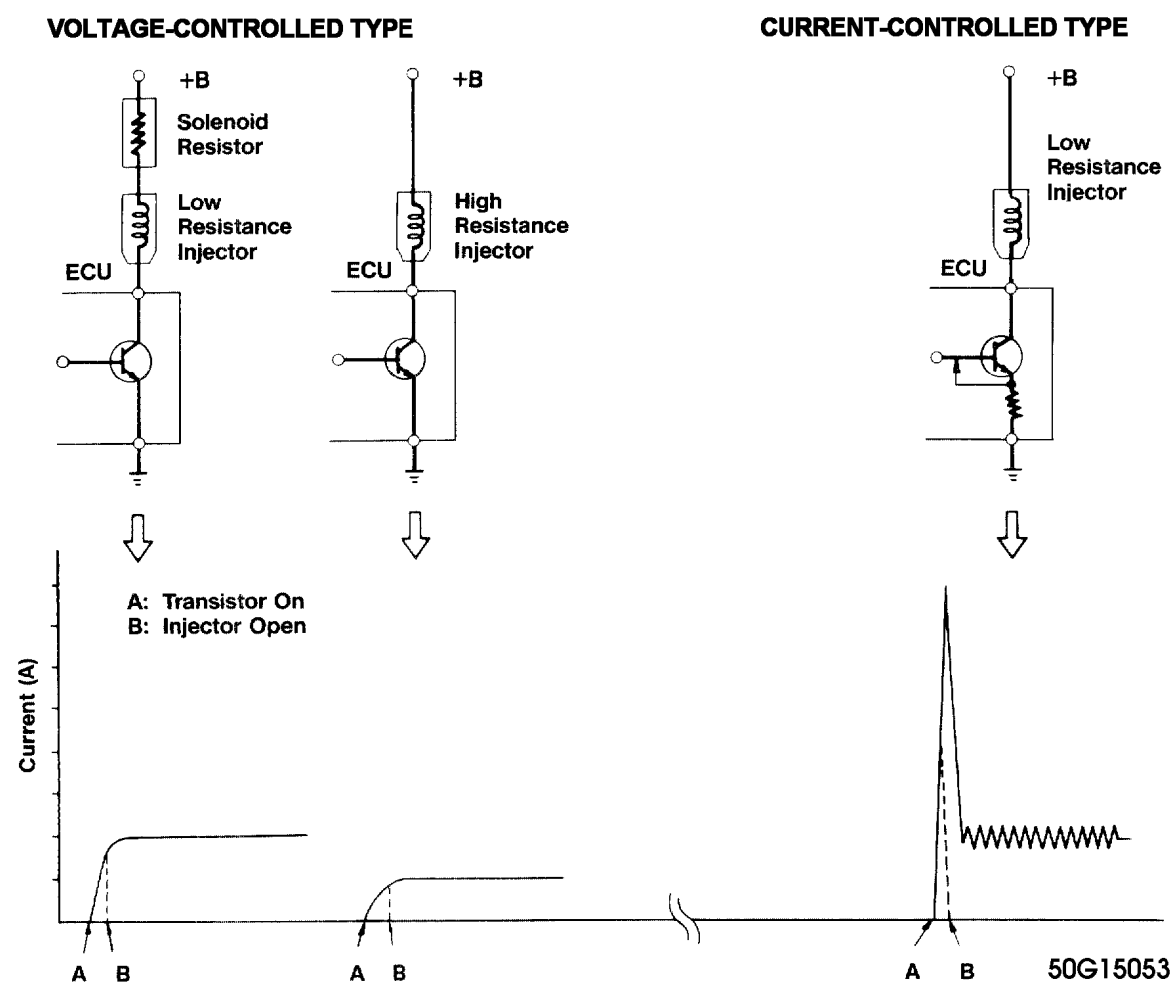 VOLTAGE-CONTROLLED TYPE
CURRENT-CONTROLLED TYPE
+B
Solenoid
Resistor
Low
Resistance
Injector
ECU
+B
High
Resistance
Injector
ECU
+B
Low
Resistance
Injector
ECU
A: Transistor On
B: Injector Open
Current (A)
A B
A B
A B
50G15053